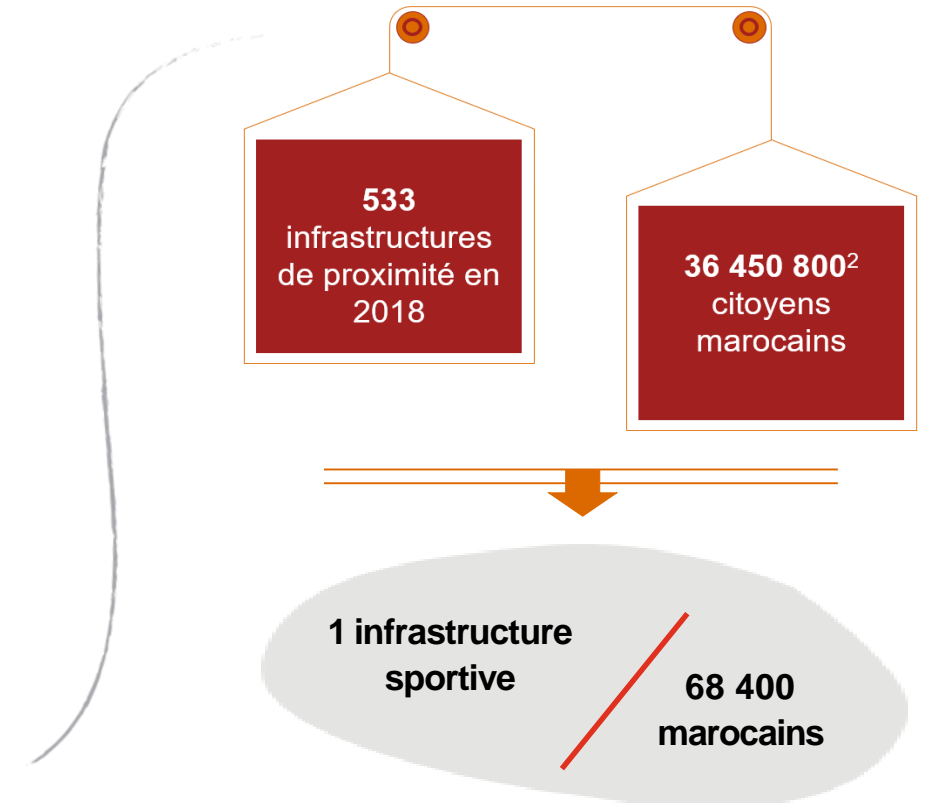 533
infrastructures
de proximité en
2018
36 450 800²
citoyens
marocains
1 infrastructure
sportive
68 400
marocains